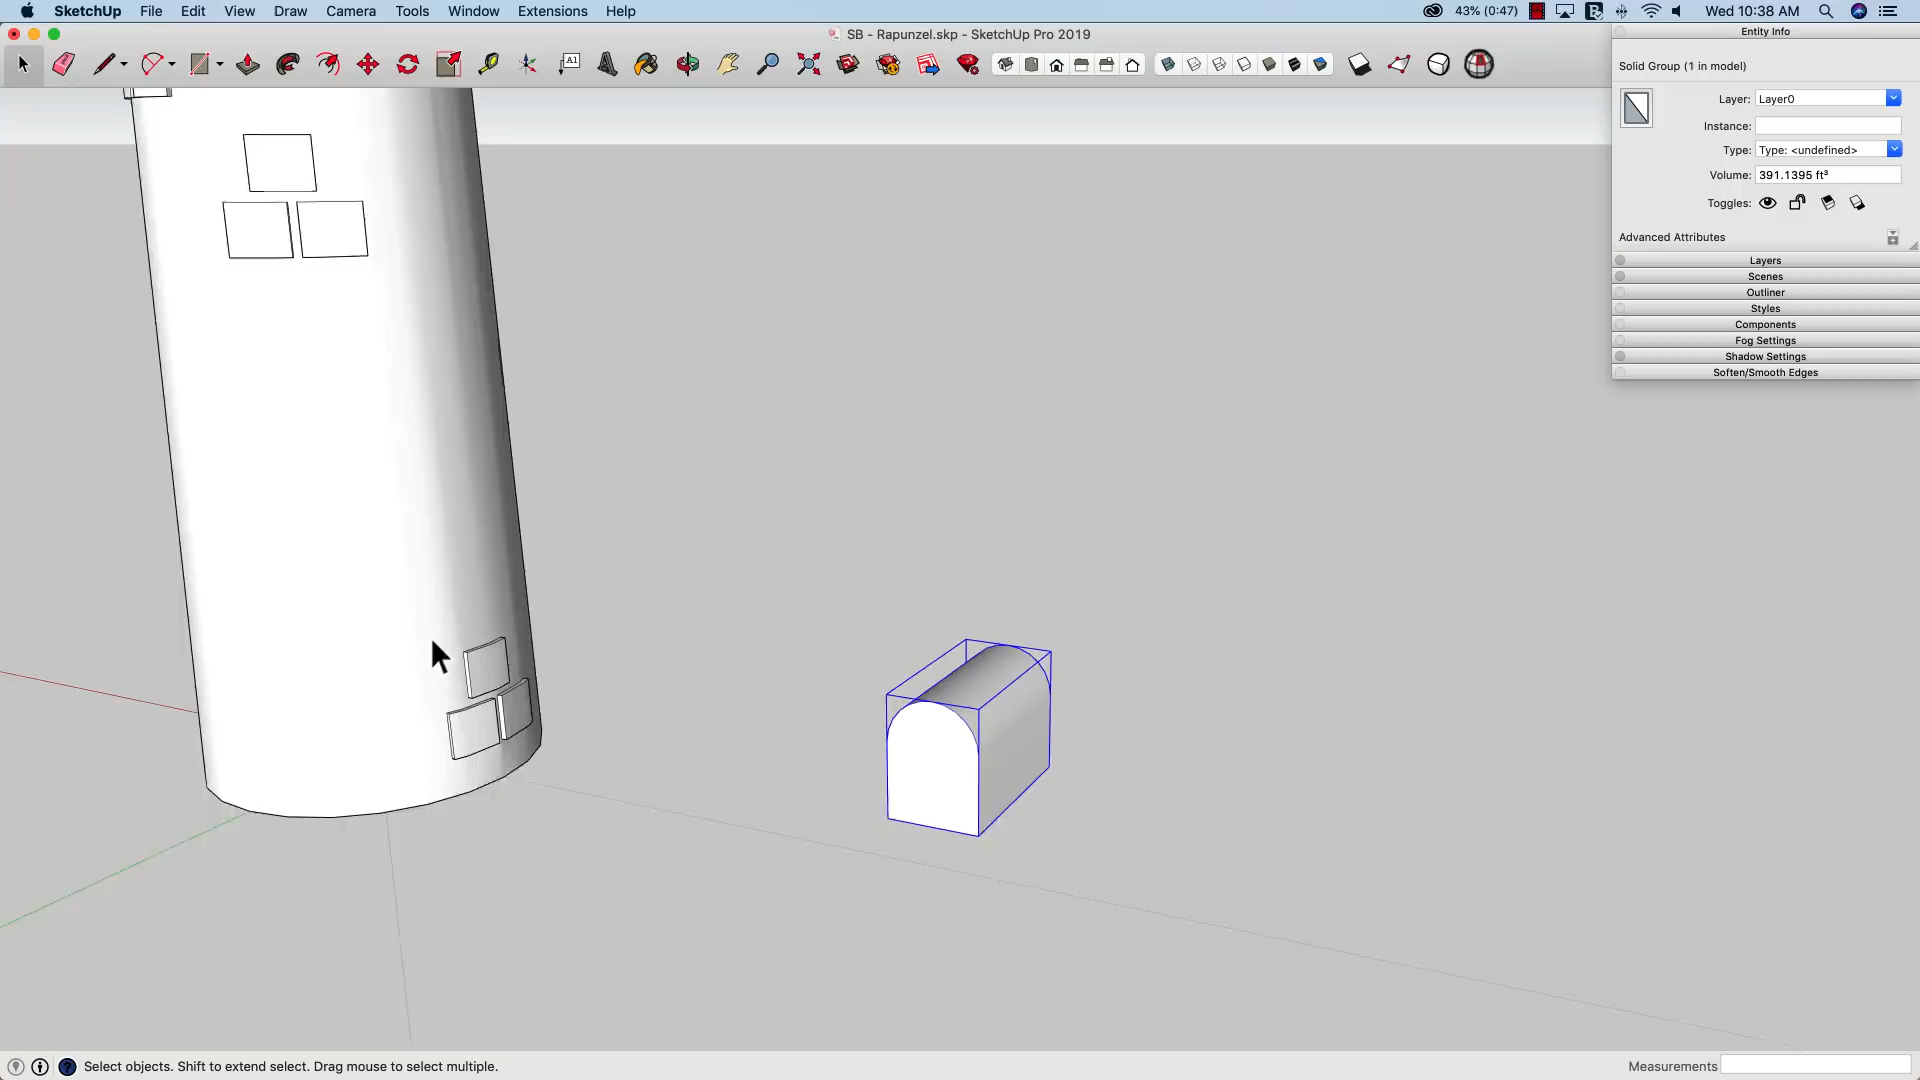 SketchUp File Edit View Draw Camera Tools Window Extensions Help 43% (0:47) Wed 10:38 AM
SB - Rapunzel.skp - SketchUp Pro 2019
A1
Entity Info
Solid Group (1 in model)
Layer: Layer0
Instance:
Type: Type: <undefined>
Volume: 391.1395 ft³
Toggles:
Advanced Attributes
Layers
Scenes
Outliner
Styles
Components
Fog Settings
Shadow Settings
Soften/Smooth Edges
Select objects. Shift to extend select. Drag mouse to select multiple.
Measurements